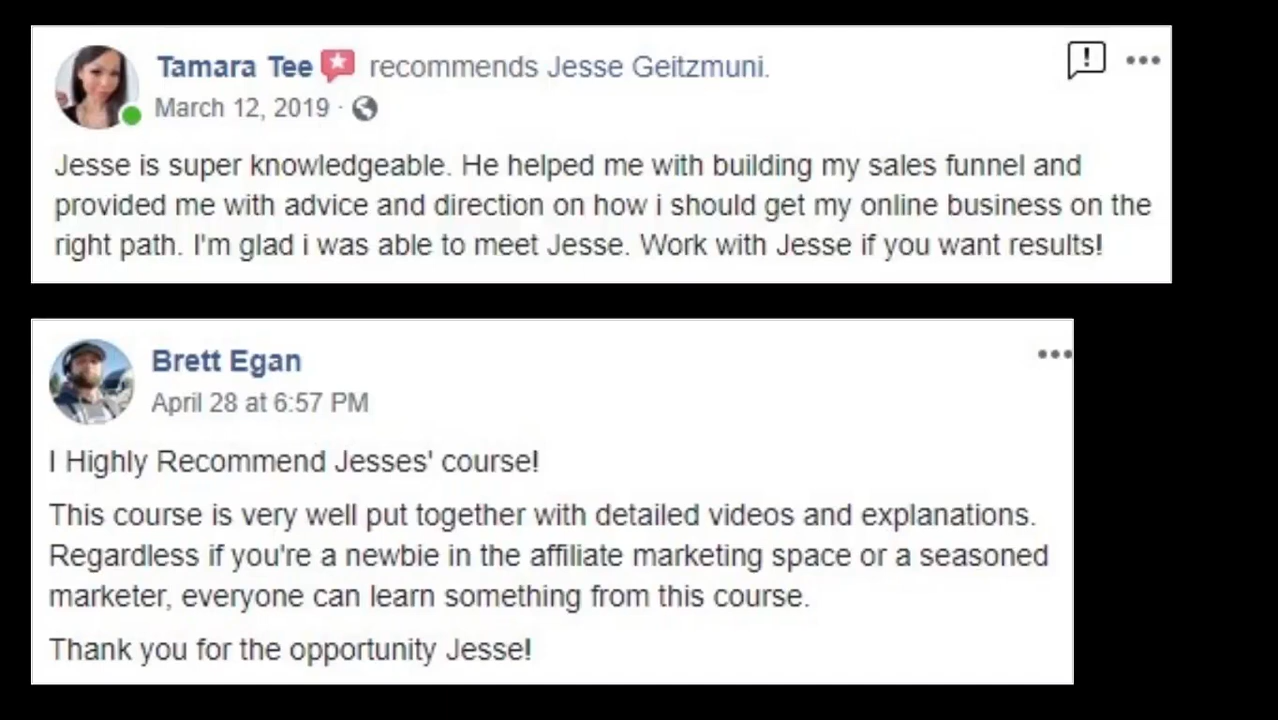 Tamara Tee recommends Jesse Geitzmuni.
March 12, 2019 ·
Jesse is super knowledgeable. He helped me with building my sales funnel and
provided me with advice and direction on how i should get my online business on the
right path. I'm glad i was able to meet Jesse. Work with Jesse if you want results!
Brett Egan
April 28 at 6:57 PM
I Highly Recommend Jesses' course!
This course is very well put together with detailed videos and explanations.
Regardless if you're a newbie in the affiliate marketing space or a seasoned
marketer, everyone can learn something from this course.
Thank you for the opportunity Jesse!